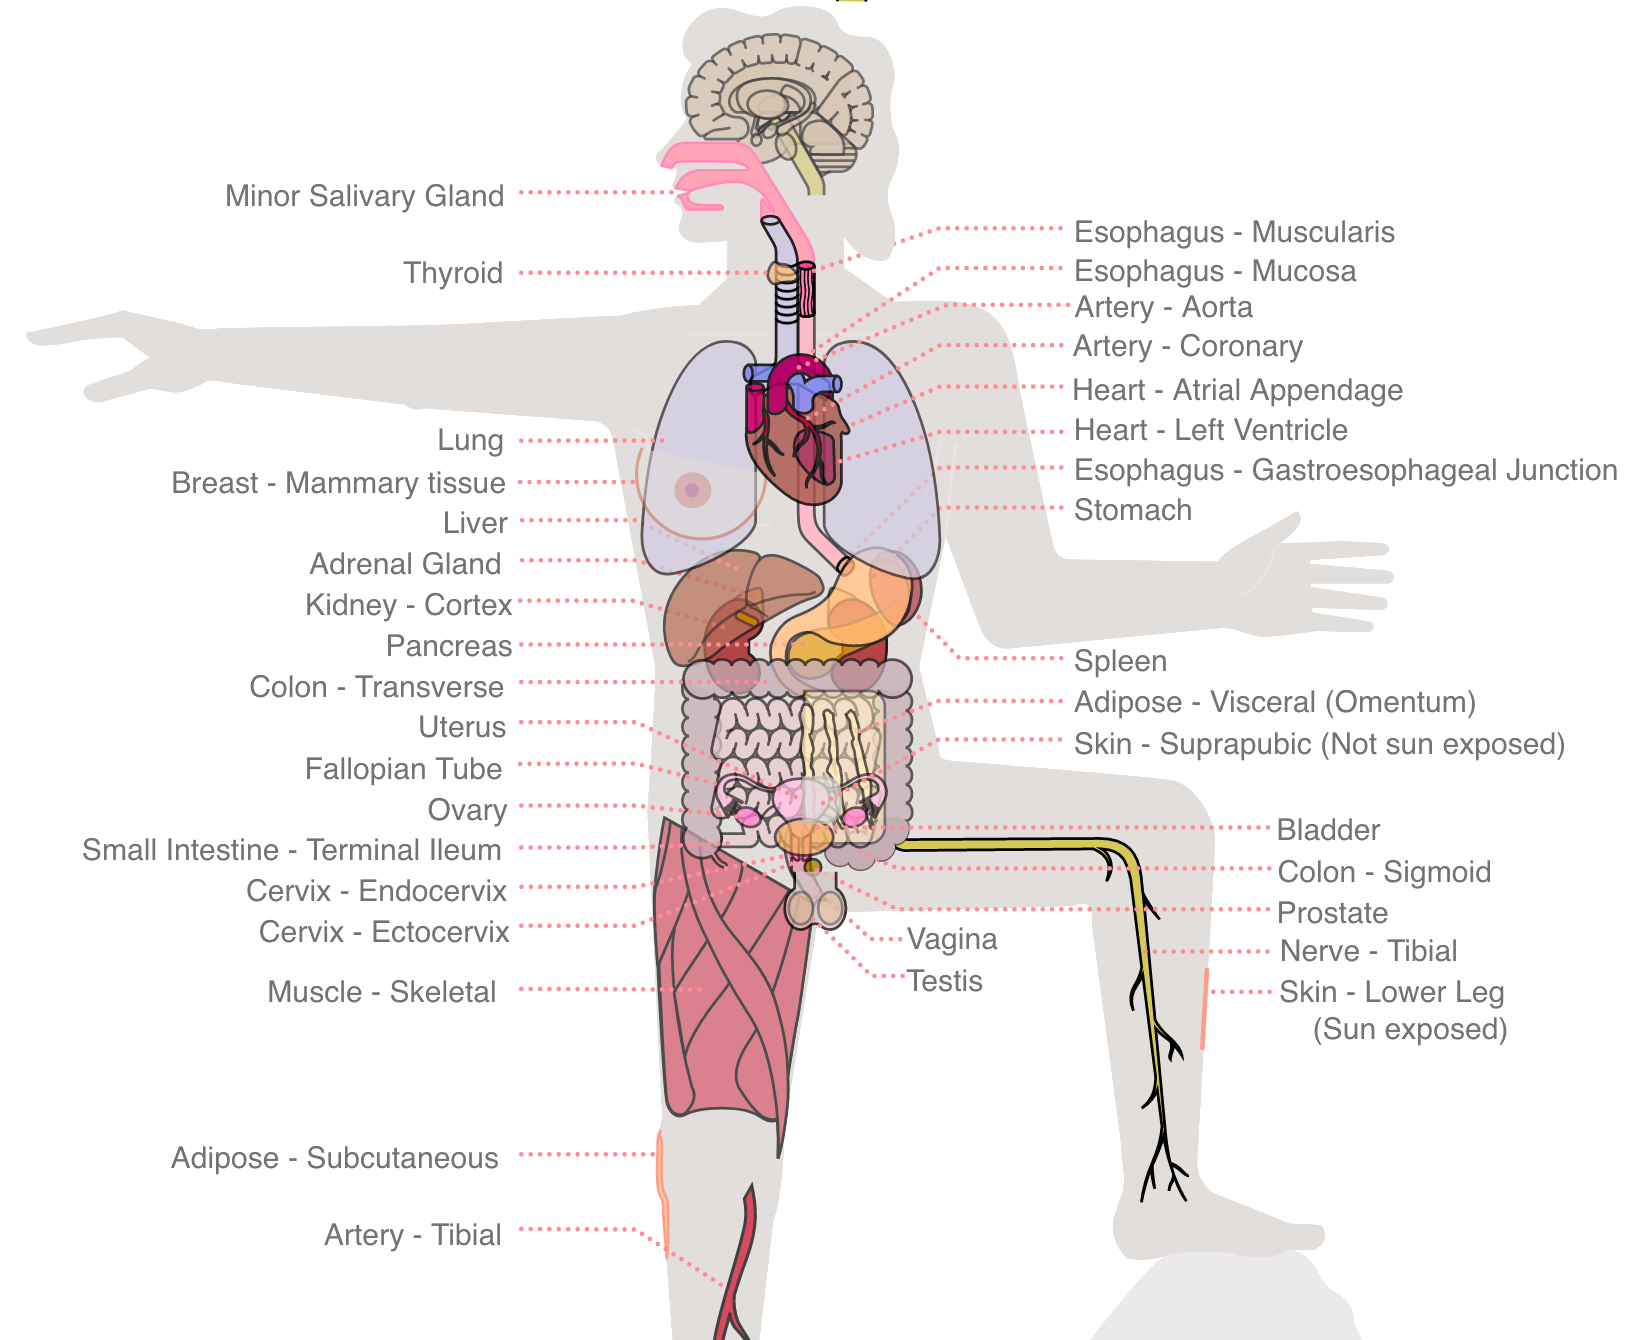 Minor Salivary Gland
Thyroid
Lung
Breast - Mammary tissue
Liver
Adrenal Gland
Kidney - Cortex
Pancreas
Colon - Transverse
Uterus
Fallopian Tube
Ovary
Small Intestine - Terminal Ileum
Cervix - Endocervix
Cervix - Ectocervix
Muscle - Skeletal
Adipose - Subcutaneous
Artery - Tibial
Esophagus - Muscularis
Esophagus - Mucosa
Artery - Aorta
Artery - Coronary
Heart - Atrial Appendage
Heart - Left Ventricle
Esophagus - Gastroesophageal Junction
Stomach
Spleen
Adipose - Visceral (Omentum)
Skin - Suprapubic (Not sun exposed)
Bladder
Colon - Sigmoid
Prostate
Vagina
Testis
Nerve - Tibial
Skin - Lower Leg
(Sun exposed)